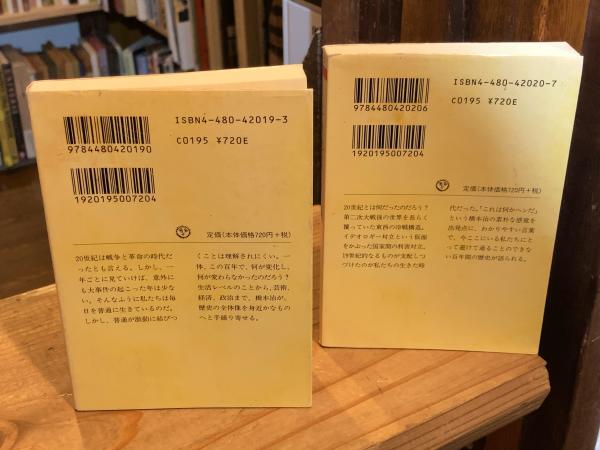 ISBN4-480-42019-3
C0195 ¥720E
9784480420190
1920195007204
定価(本体価格720円+税)
20世紀は戦争と革命の時代だ
ったとも言える。しかし、一
年ごとに見ていけば、意外に
も大事件の起こった年は少な
い。そんなふうに私たちは毎
日を普通に生きているのだ。
しかし、普通が激動に結びつ
くことは理解されにくい。一
体、この百年で、何が変化し、
何が変わらなかったのだろう?
生活レベルのことから、芸術、
経済、政治まで、橋本治が、
歴史の全体像を身近なもの
へと手繰り寄せる。
ISBN4-480-42020-7
C0195 ¥720E
9784480420206
1920195007204
定価(本体価格720円+税)
20世紀とは何だったのだろう?
第二次大戦後の世界を長らく
覆っていた東西の冷戦構造。
イデオロギー対立という仮面
をかぶった国家間の利害対立。
19世紀的なるものが支配しつ
づけたのが私たちの生きた時
代だった。「これは何かヘンだ」
という橋本治の素朴な感覚を
出発点に、わかりやすい言葉
で、今ここにいる私たちにと
って避けて通ることのできな
い百年間の歴史が語られる。